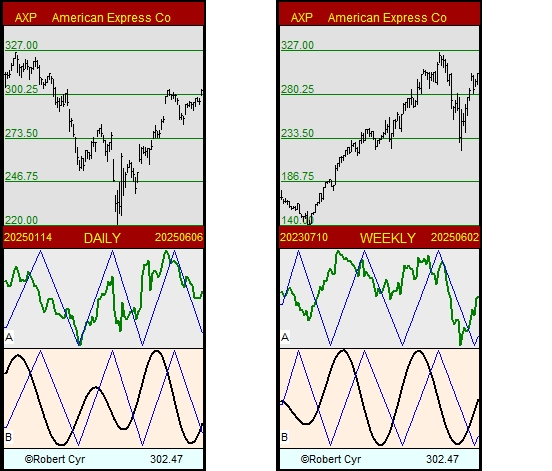 AXP American Express Co
327.00
300.25
273.50
246.75
220.00
20250114 DAILY 20250606
A
B
©Robert Cyr 302.47
AXP American Express Co
327.00
280.25
233.50
186.75
140.00
20230710 WEEKLY 20250602
A
B
©Robert Cyr 302.47